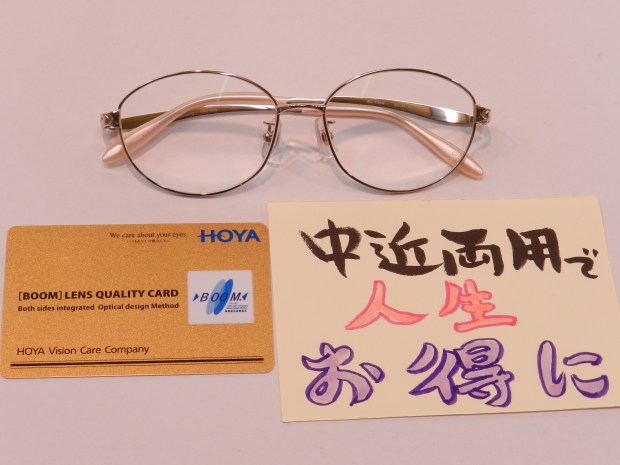 We care about your eyes.
HOYA
[BOOM] LENS QUALITY CARD
Both sides integrated Optical design Method
BOOM.
HOYA Vision Care Company
中近両用で
人生
お得に